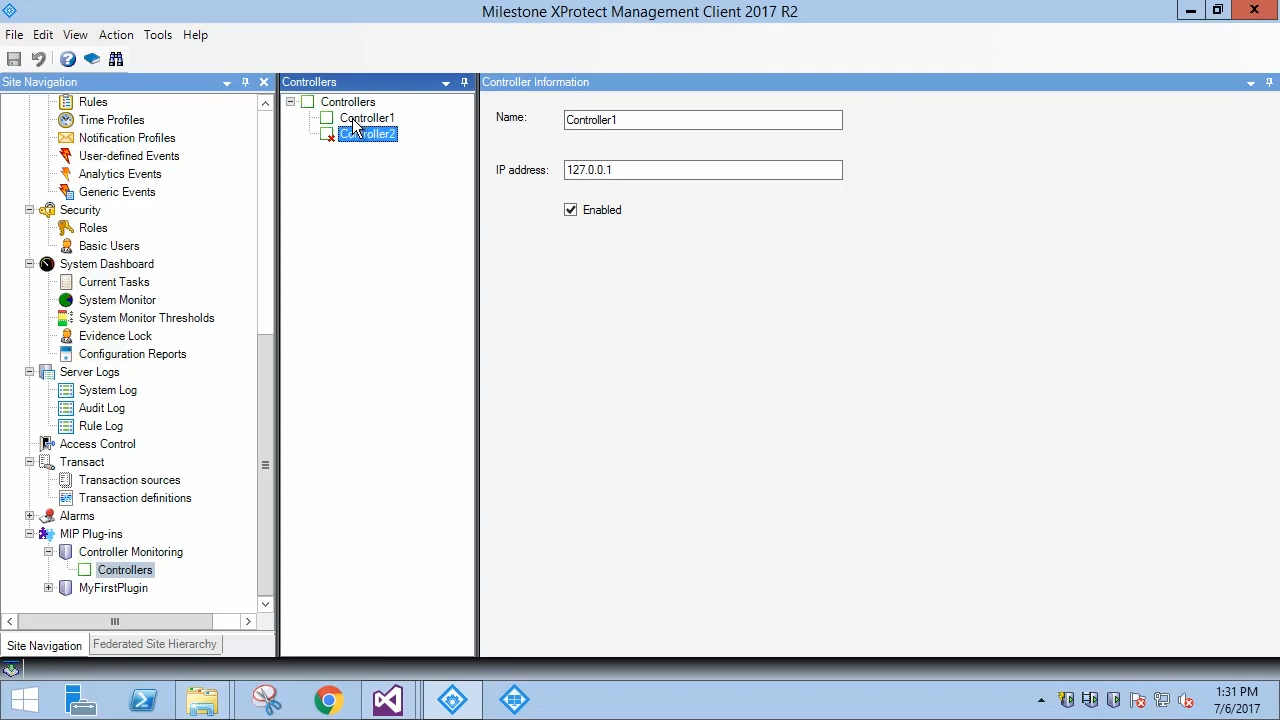 Milestone XProtect Management Client 2017 R2
File Edit View Action Tools Help
Site Navigation
Rules
Time Profiles
Notification Profiles
User-defined Events
Analytics Events
Generic Events
Security
Roles
Basic Users
System Dashboard
Current Tasks
System Monitor
System Monitor Thresholds
Evidence Lock
Configuration Reports
Server Logs
System Log
Audit Log
Rule Log
Access Control
Transact
Transaction sources
Transaction definitions
Alarms
MIP Plug-ins
Controller Monitoring
Controllers
MyFirstPlugin
Site Navigation Federated Site Hierarchy
Controllers
Controllers
Controller1
Controller2
Controller Information
Name: Controller1
IP address: 127.0.0.1
Enabled
1:31 PM
7/6/2017